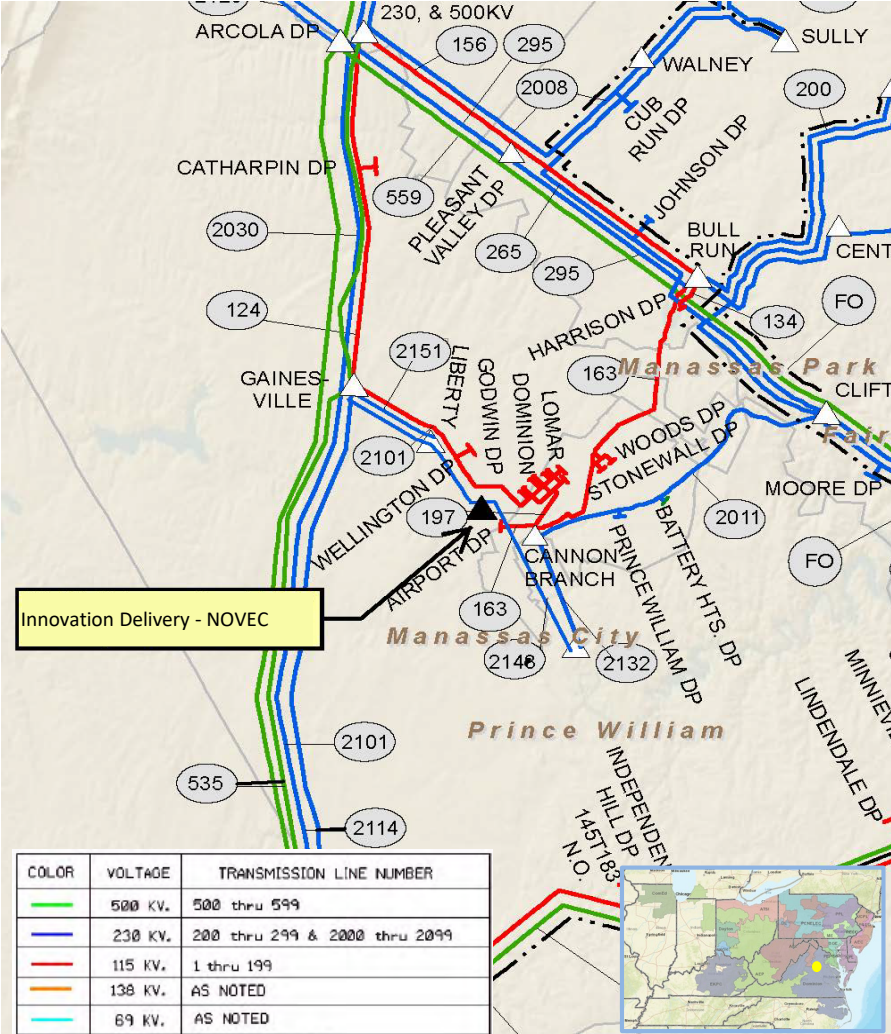 ARCOLA DP
230, & 500KV
156
295
SULLY
WALNEY
2008
200
CUB
RUN DP
JOHNSON DP
CATHARPIN DP
559
PLEASANT
VALLEY DP
2030
265
295
BULL
RUN
CENT
124
HARRISON DP
134
FO
2151
163
Manassas Park
GAINES-
VILLE
LIBERTY
GODWIN DP
DOMINION
LOMAR
CLIFT
Fair
2101
WOODS DP
STONEWALL DP
WELLINGTON DP
197
2011
MOORE DP
AIRPORT DP
CANNON
BRANCH
PRINCE WILLIAM DP
BATTERY HTS. DP
FO
Innovation Delivery - NOVEC
163
Manassas City
2148
2132
MINNIEVI
LINDENDALE DP
Prince William
2101
535
2114
INDEPENDEN
HILL DP
145T183
N.O.
COLOR VOLTAGE TRANSMISSION LINE NUMBER
500 KV. 500 thru 599
230 KV. 200 thru 299 & 2000 thru 2099
115 KV. 1 thru 199
138 KV. AS NOTED
69 KV. AS NOTED